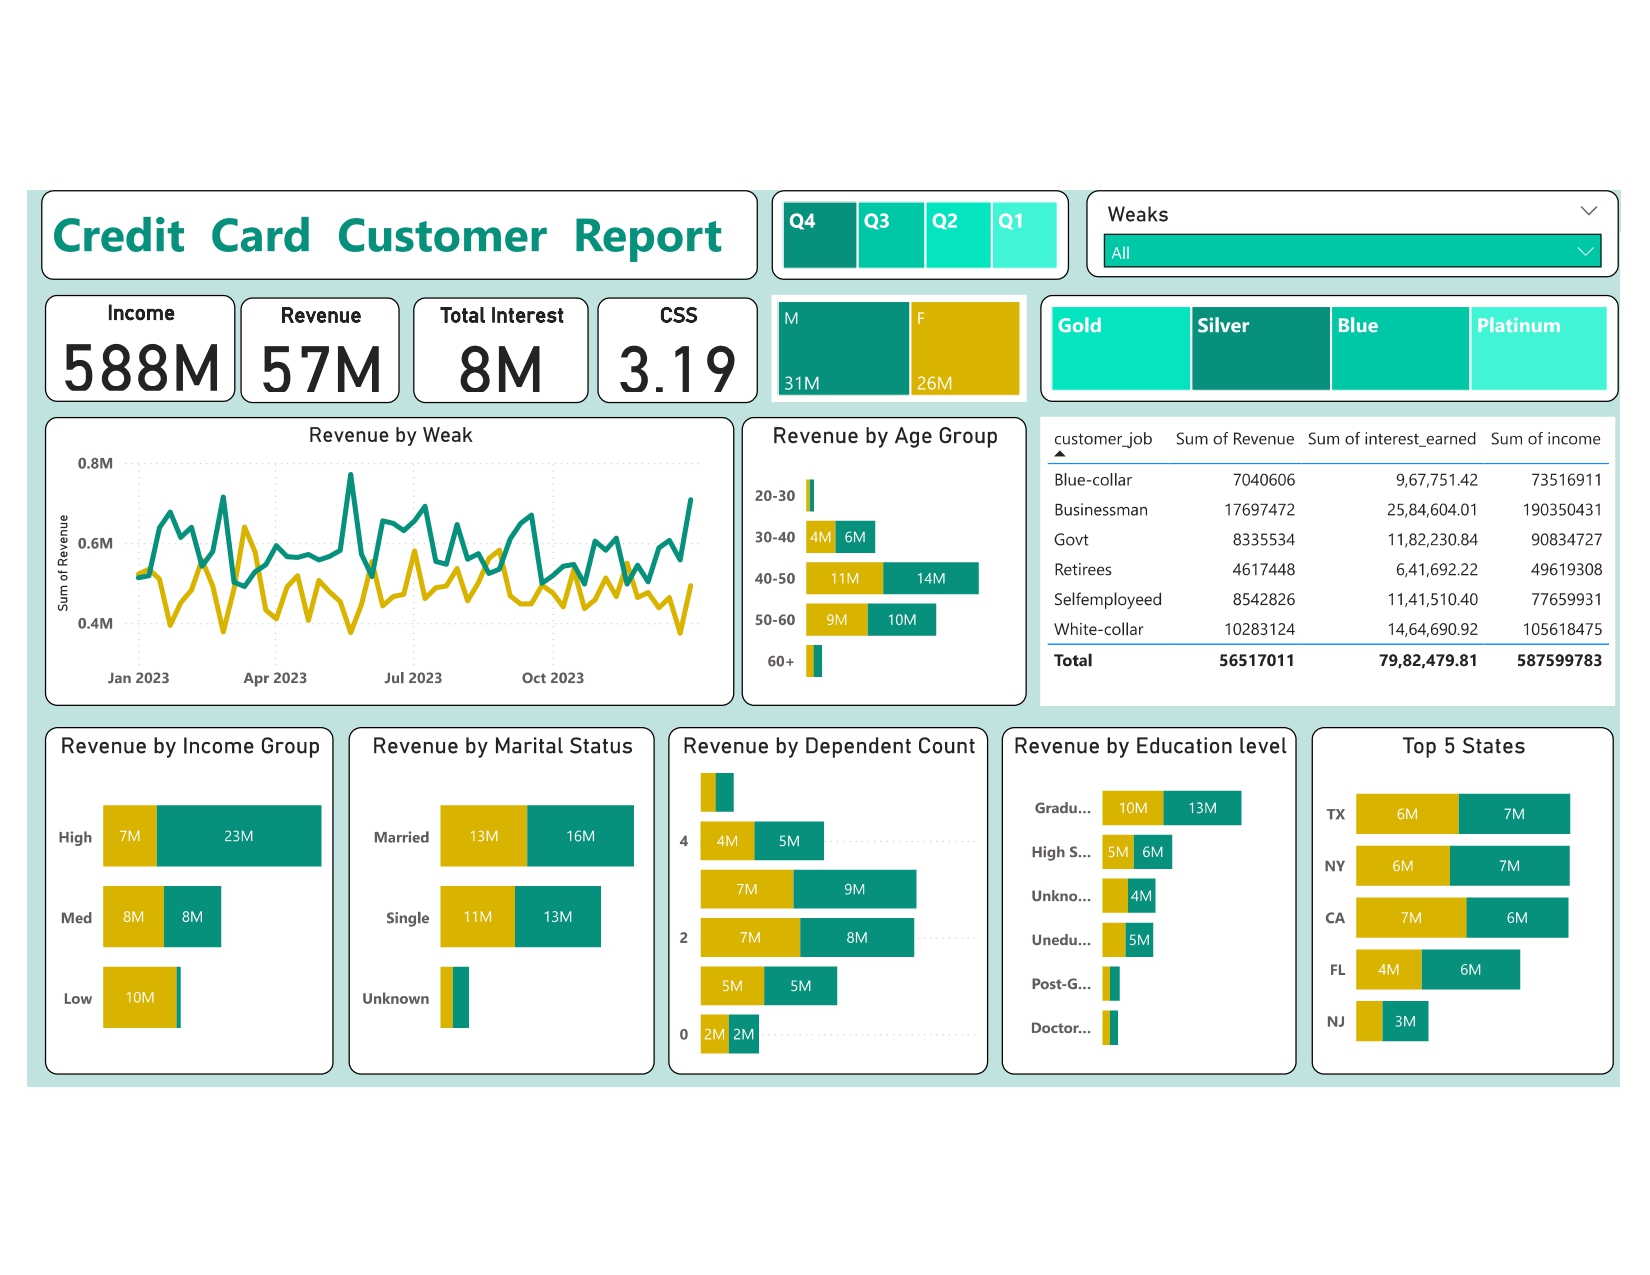 Credit Card Customer Report
Q4 Q3 Q2 Q1
Weaks
All
Income
588M
Revenue
57M
Total Interest
8M
CSS
3.19
M
31M
F
26M
Gold Silver Blue Platinum
Revenue by Weak
Sum of Revenue
0.8M
0.6M
0.4M
Jan 2023 Apr 2023 Jul 2023 Oct 2023
Revenue by Age Group
20-30
30-40 4M 6M
40-50 11M 14M
50-60 9M 10M
60+
customer_job Sum of Revenue Sum of interest_earned Sum of income
Blue-collar 7040606 9,67,751.42 73516911
Businessman 17697472 25,84,604.01 190350431
Govt 8335534 11,82,230.84 90834727
Retirees 4617448 6,41,692.22 49619308
Selfemployeed 8542826 11,41,510.40 77659931
White-collar 10283124 14,64,690.92 105618475
Total 56517011 79,82,479.81 587599783
Revenue by Income Group
High 7M 23M
Med 8M 8M
Low 10M
Revenue by Marital Status
Married 13M 16M
Single 11M 13M
Unknown
Revenue by Dependent Count
4 4M 5M
7M 9M
2 7M 8M
5M 5M
0 2M 2M
Revenue by Education level
Gradu... 10M 13M
High S... 5M 6M
Unkno... 4M
Unedu... 5M
Post-G...
Doctor...
Top 5 States
TX 6M 7M
NY 6M 7M
CA 7M 6M
FL 4M 6M
NJ 3M